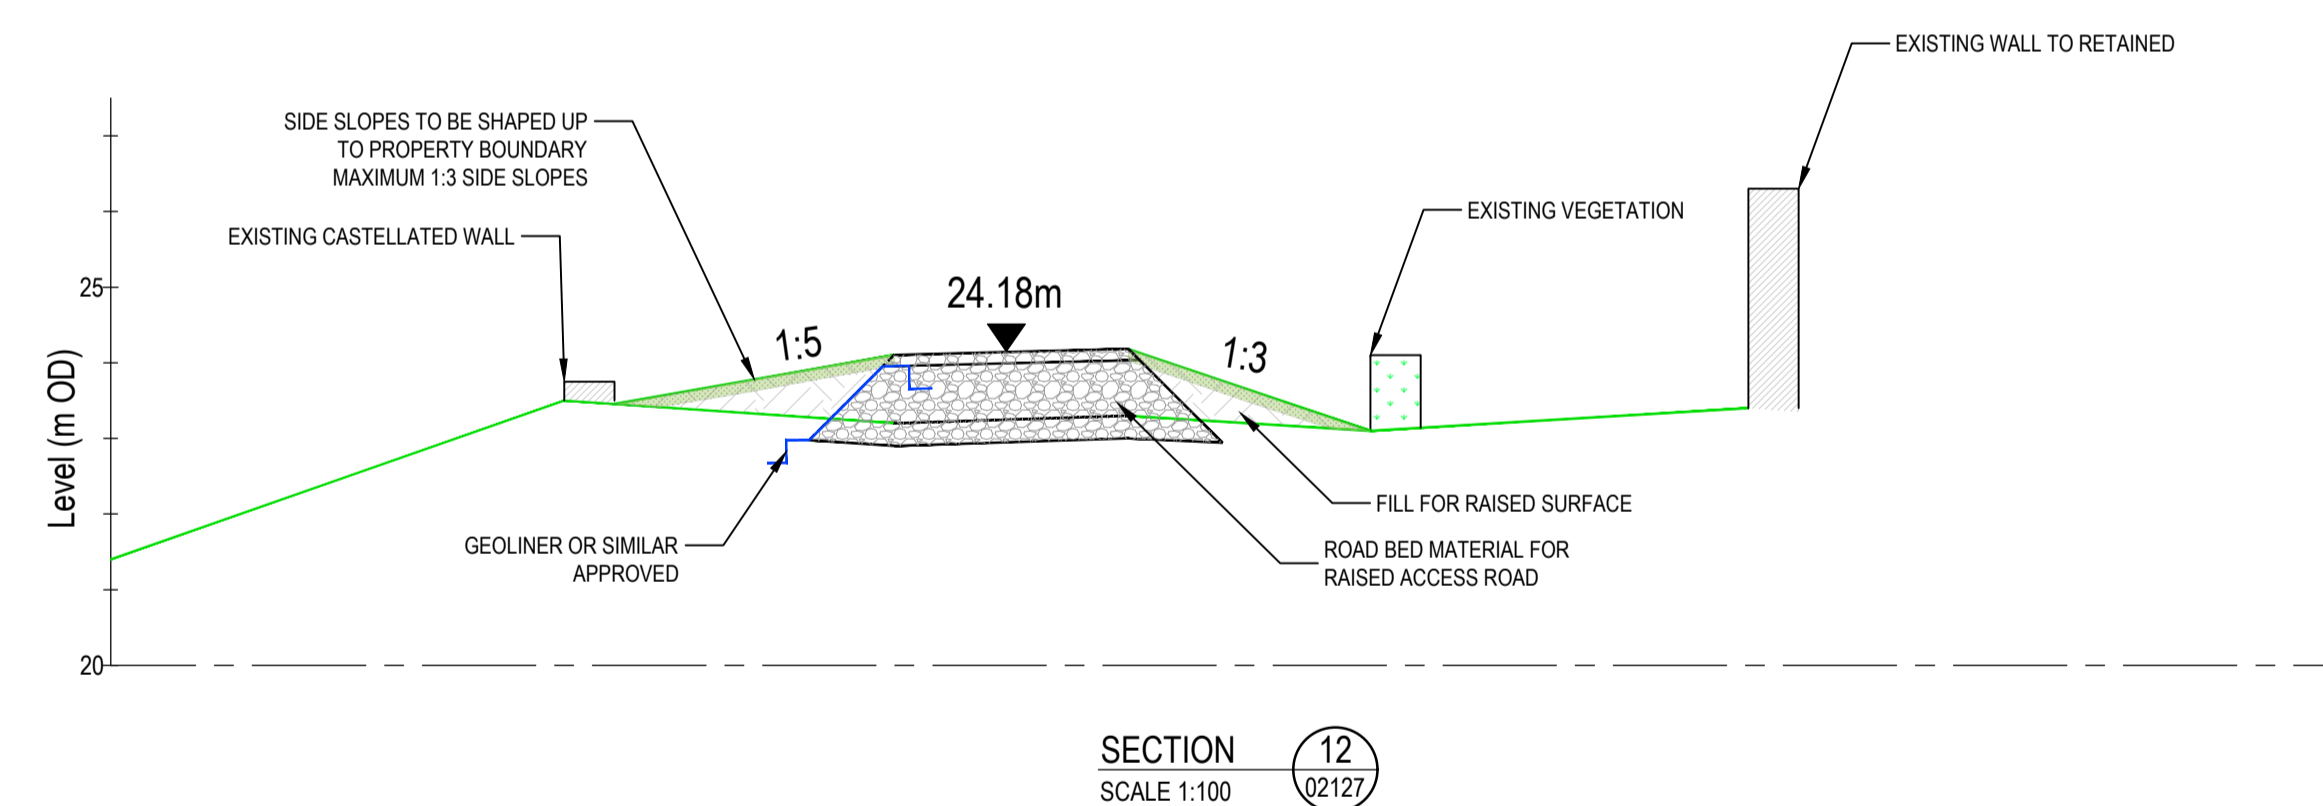 EXISTING WALL TO RETAINED
SIDE SLOPES TO BE SHAPED UP
TO PROPERTY BOUNDARY
MAXIMUM 1:3 SIDE SLOPES
EXISTING VEGETATION
EXISTING CASTELLATED WALL
25
24.18m
1:5
1:3
Level (m OD)
FILL FOR RAISED SURFACE
GEOLINER OR SIMILAR
APPROVED
ROAD BED MATERIAL FOR
RAISED ACCESS ROAD
20
SECTION
12
SCALE 1:100
02127